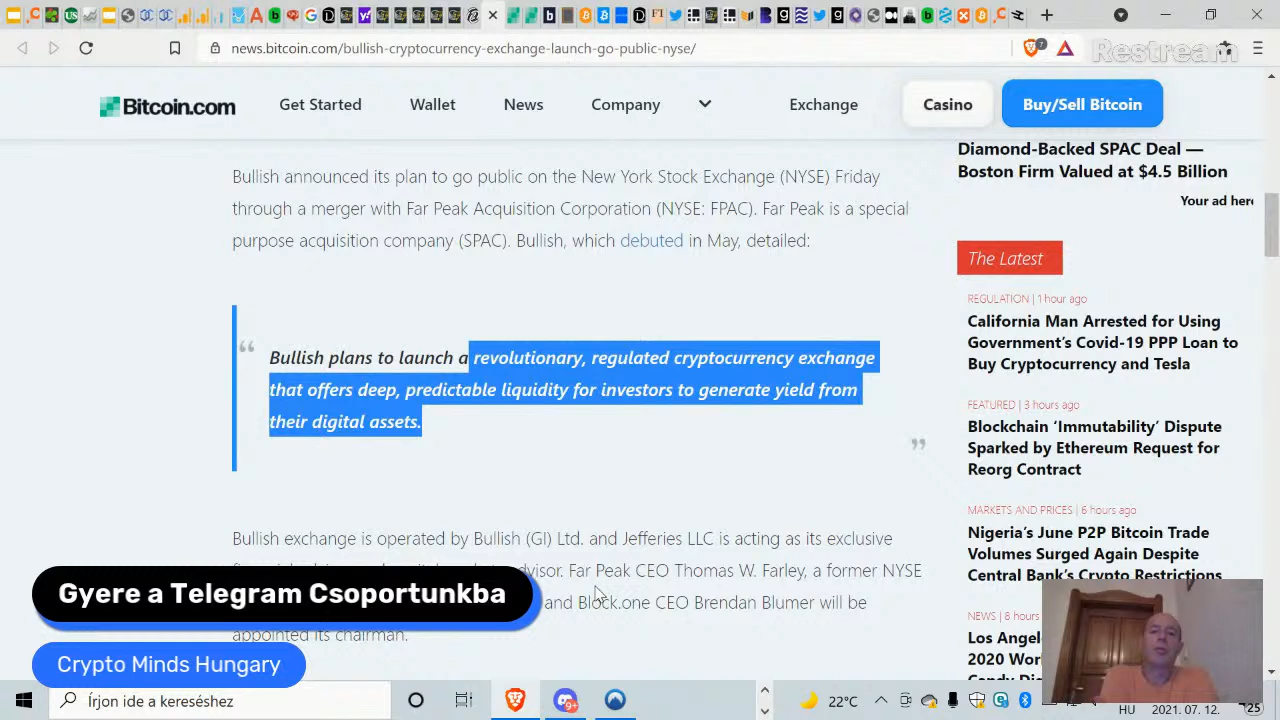 news.bitcoin.com/bullish-cryptocurrency-exchange-launch-go-public-nyse/
7
Restream
Bitcoin.com
Get Started
Wallet
News
Company
Exchange
Casino
Buy/Sell Bitcoin
Bullish announced its plan to go public on the New York Stock Exchange (NYSE) Friday
through a merger with Far Peak Acquisition Corporation (NYSE: FPAC). Far Peak is a special
purpose acquisition company (SPAC). Bullish, which debuted in May, detailed:
“
Bullish plans to launch a revolutionary, regulated cryptocurrency exchange
that offers deep, predictable liquidity for investors to generate yield from
their digital assets.
”
Bullish exchange is operated by Bullish (GI) Ltd. and Jefferies LLC is acting as its exclusive
Far Peak CEO Thomas W. Farley, a former NYSE
and Block.one CEO Brendan Blumer will be
appointed its chairman.
Diamond-Backed SPAC Deal —
Boston Firm Valued at $4.5 Billion
Your ad here
The Latest
REGULATION | 1 hour ago
California Man Arrested for Using
Government’s Covid-19 PPP Loan to
Buy Cryptocurrency and Tesla
FEATURED | 3 hours ago
Blockchain ‘Immutability’ Dispute
Sparked by Ethereum Request for
Reorg Contract
MARKETS AND PRICES | 6 hours ago
Nigeria’s June P2P Bitcoin Trade
Volumes Surged Again Despite
Central Bank’s Crypto Restrictions
NEWS | 8 hours
Los Angel
2020 Worl
Gyere a Telegram Csoportunkba
Crypto Minds Hungary
Írjon ide a kereséshez
9+
22°C
HU
2021. 07. 12.